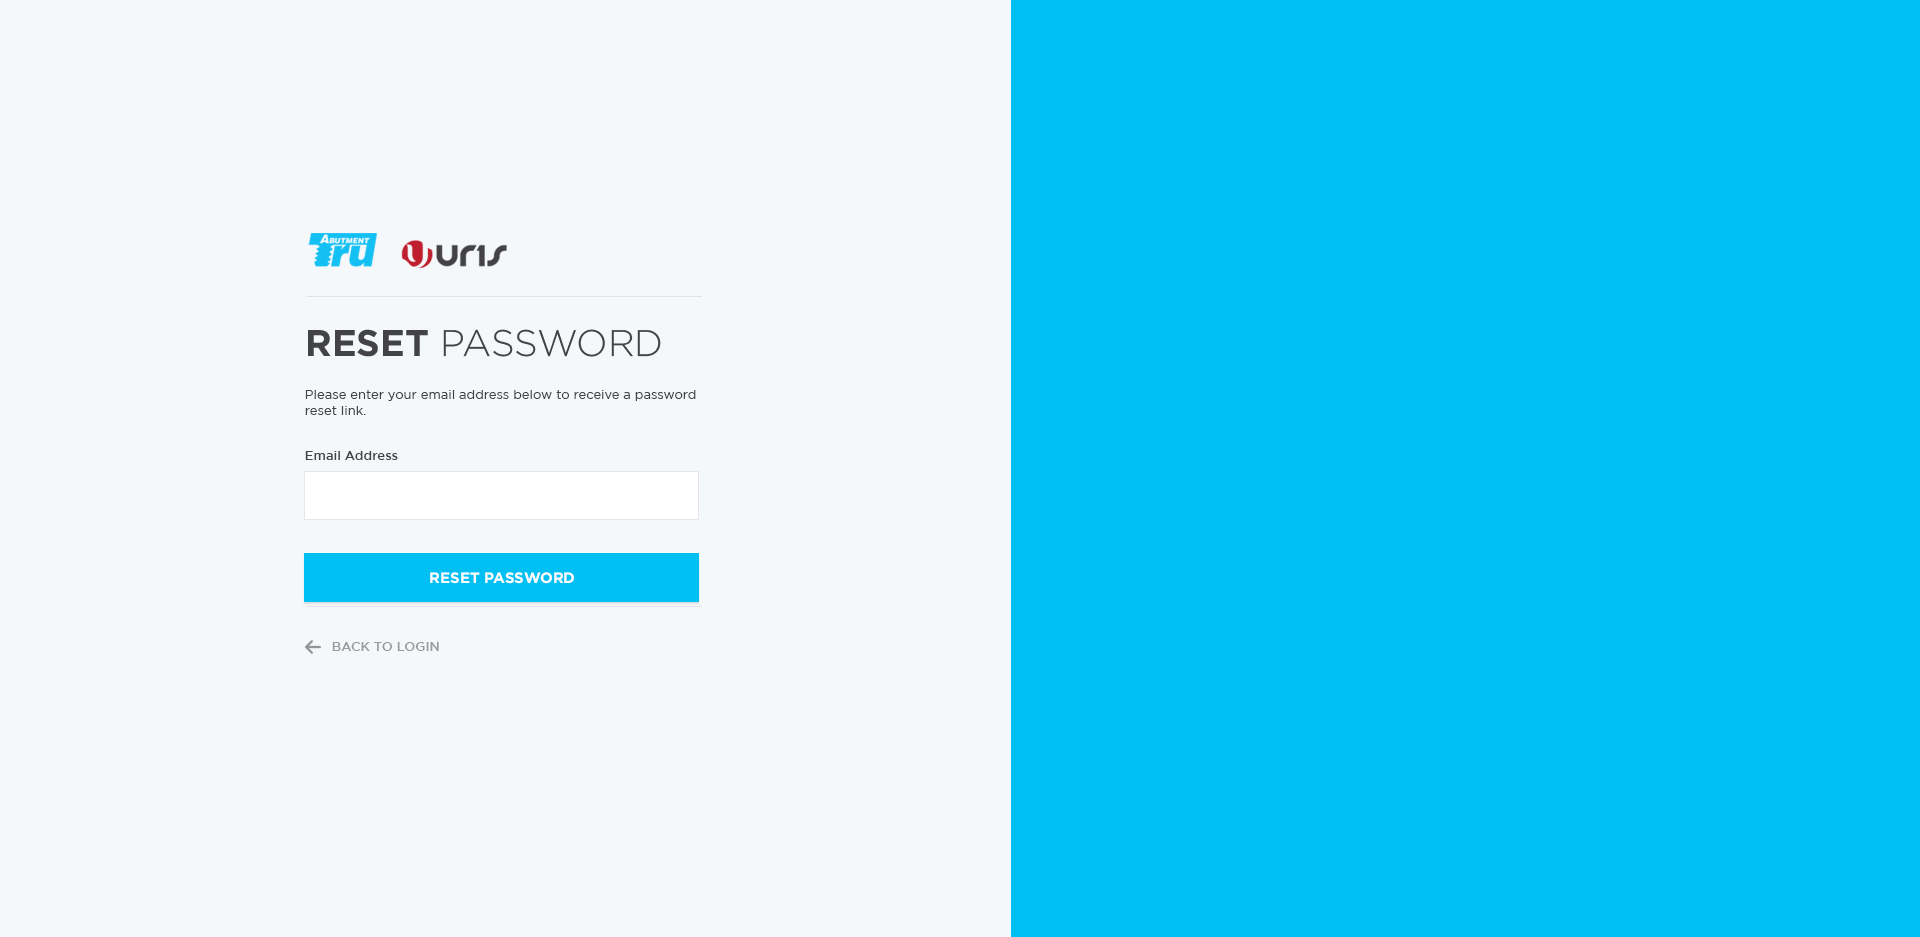 ABUTMENT
Tru
uris
RESET PASSWORD
Please enter your email address below to receive a password
reset link.
Email Address
RESET PASSWORD
BACK TO LOGIN